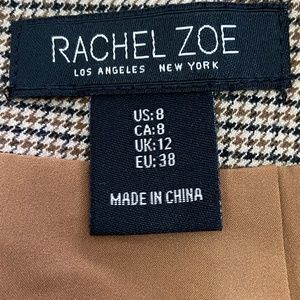 RACHEL ZOE
LOS ANGELES NEW YORK
US: 8
CA: 8
UK: 12
EU: 38
MADE IN CHINA